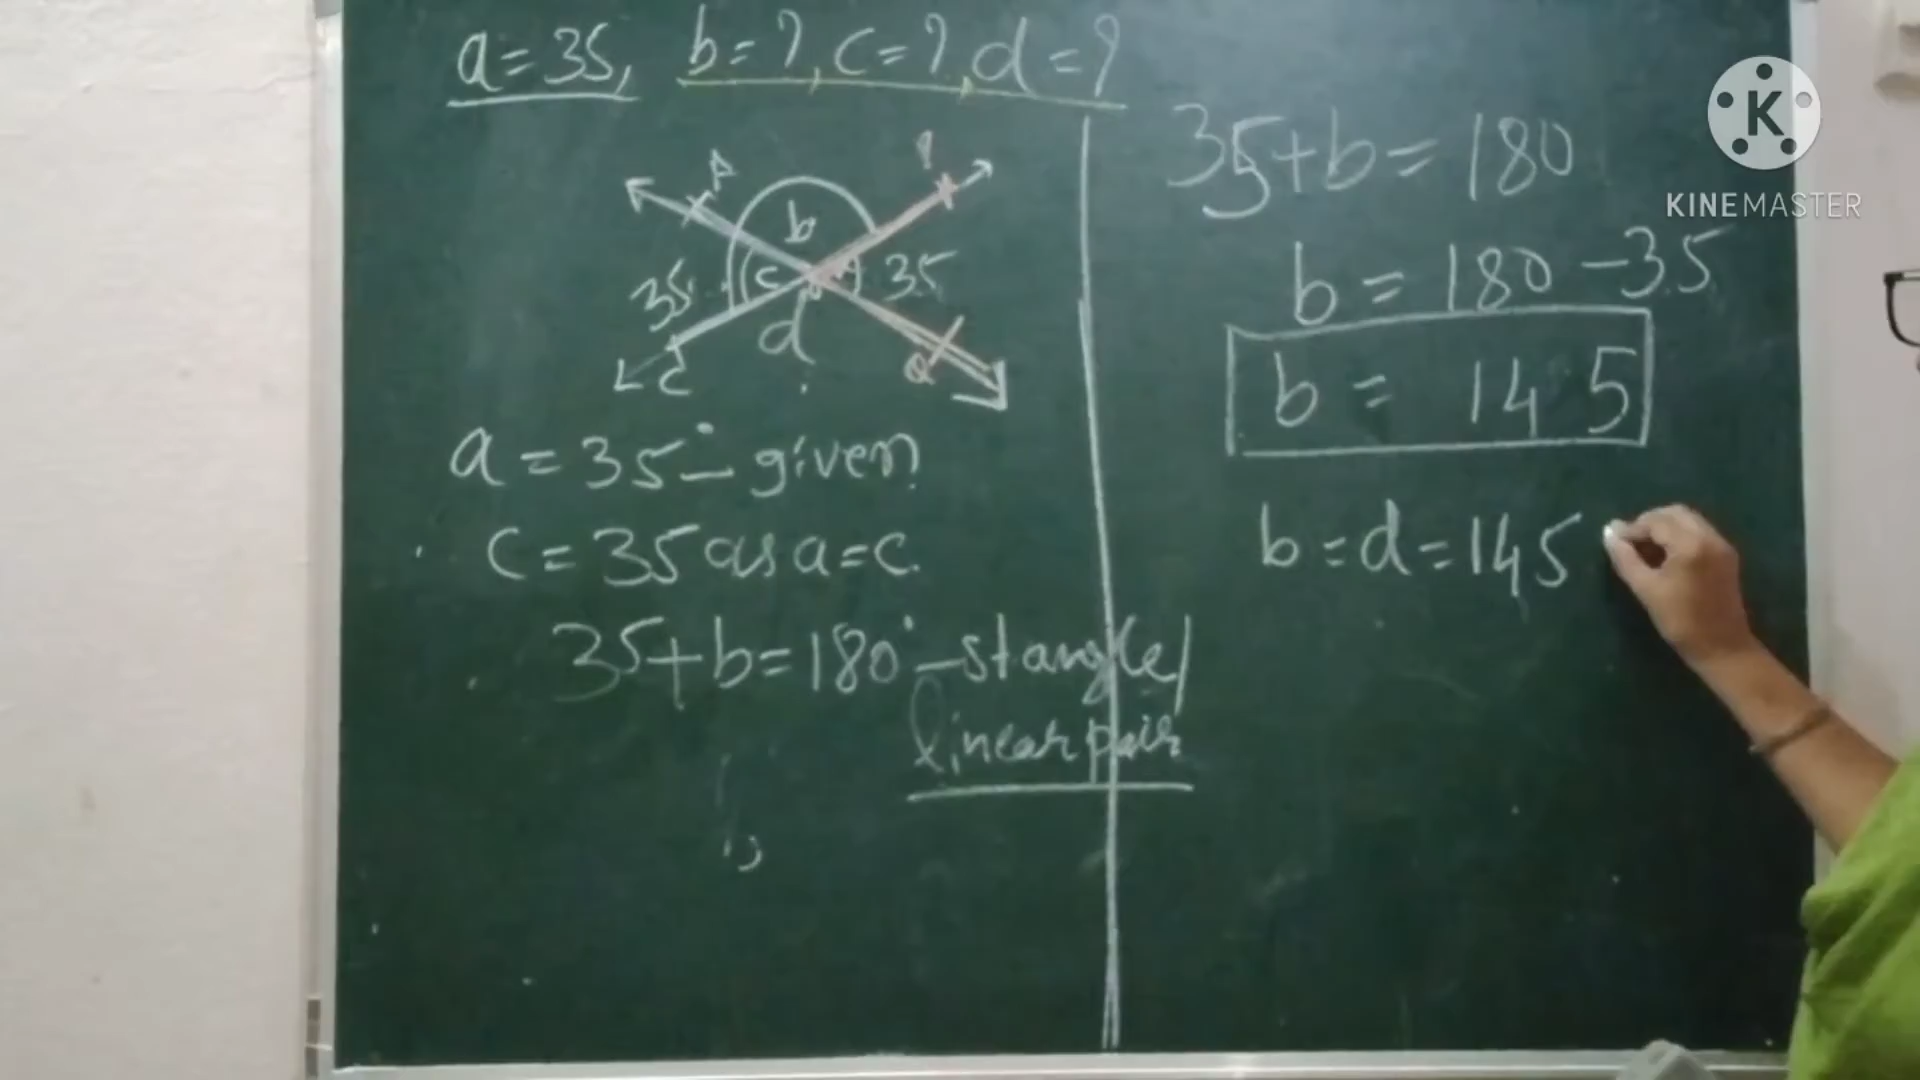 a = 35, b = ?, c = ?, d = ?
b
35 c 35
d
Q
a = 35° - given
c = 35 as a = c.
35 + b = 180° - st angle/
linear pair
35 + b = 180
b = 180 - 35
b = 145
b = d = 145
K
KINEMASTER